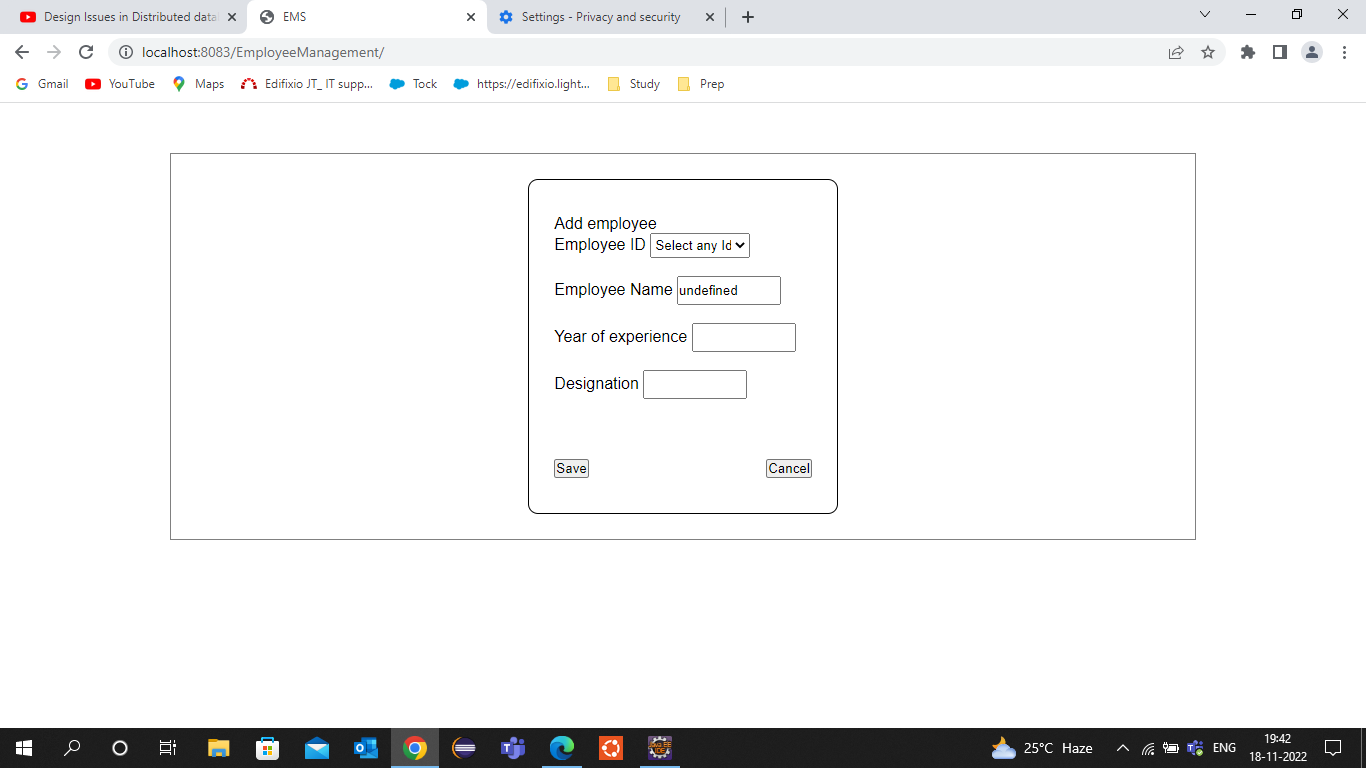 Design Issues in Distributed data
EMS
Settings - Privacy and security
localhost:8083/EmployeeManagement/
Gmail
YouTube
Maps
Edifixio JT_ IT supp...
Tock
https://edifixio.light...
Study
Prep
Add employee
Employee ID Select any Id
Employee Name undefined
Year of experience
Designation
Save
Cancel
25°C Haze
ENG
19:42
18-11-2022